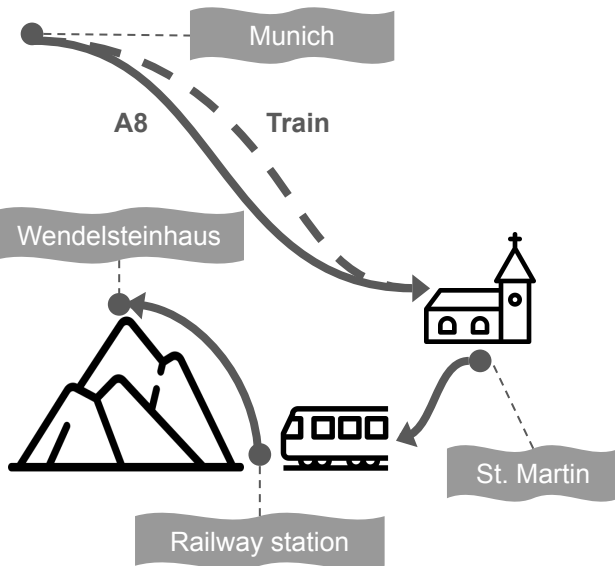 Munich
A8
Train
Wendelsteinhaus
St. Martin
Railway station